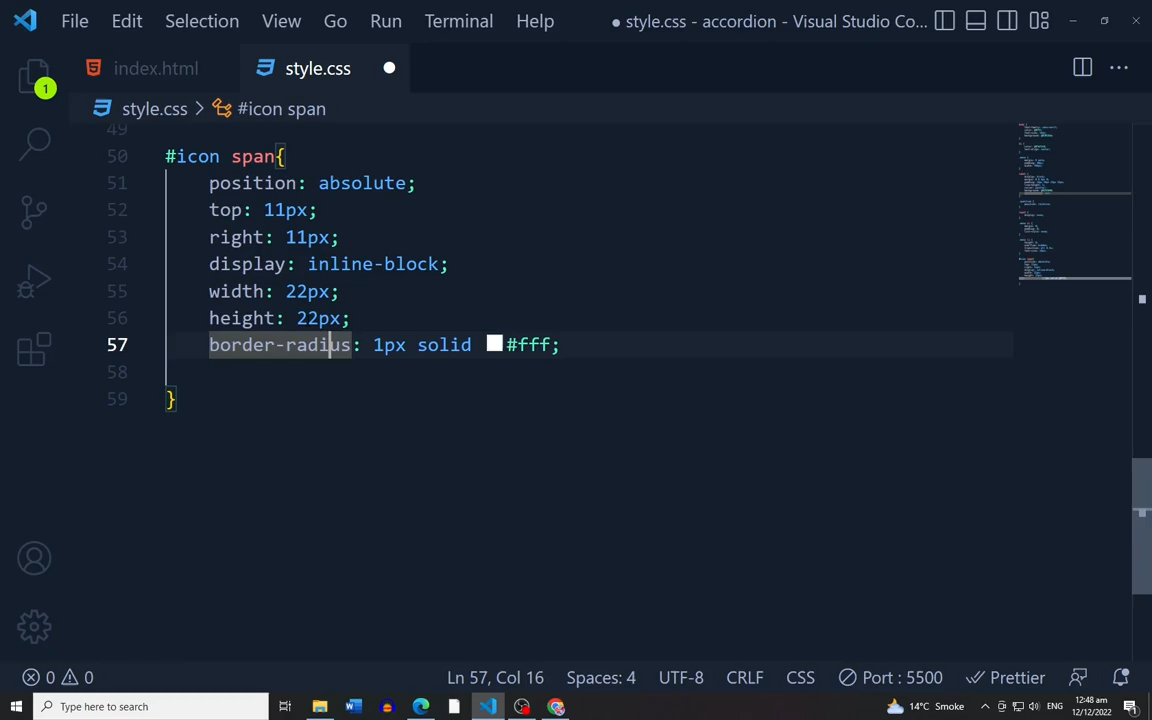 File Edit Selection View Go Run Terminal Help ● style.css - accordion - Visual Studio Co...
1
index.html style.css
style.css > #icon span
49
50 #icon span{
51 position: absolute;
52 top: 11px;
53 right: 11px;
54 display: inline-block;
55 width: 22px;
56 height: 22px;
57 border-radius: 1px solid #fff;
58
59 }
0 0 Ln 57, Col 16 Spaces: 4 UTF-8 CRLF CSS Port : 5500 Prettier
Type here to search 14°C Smoke ENG 12:48 am
12/12/2022
1